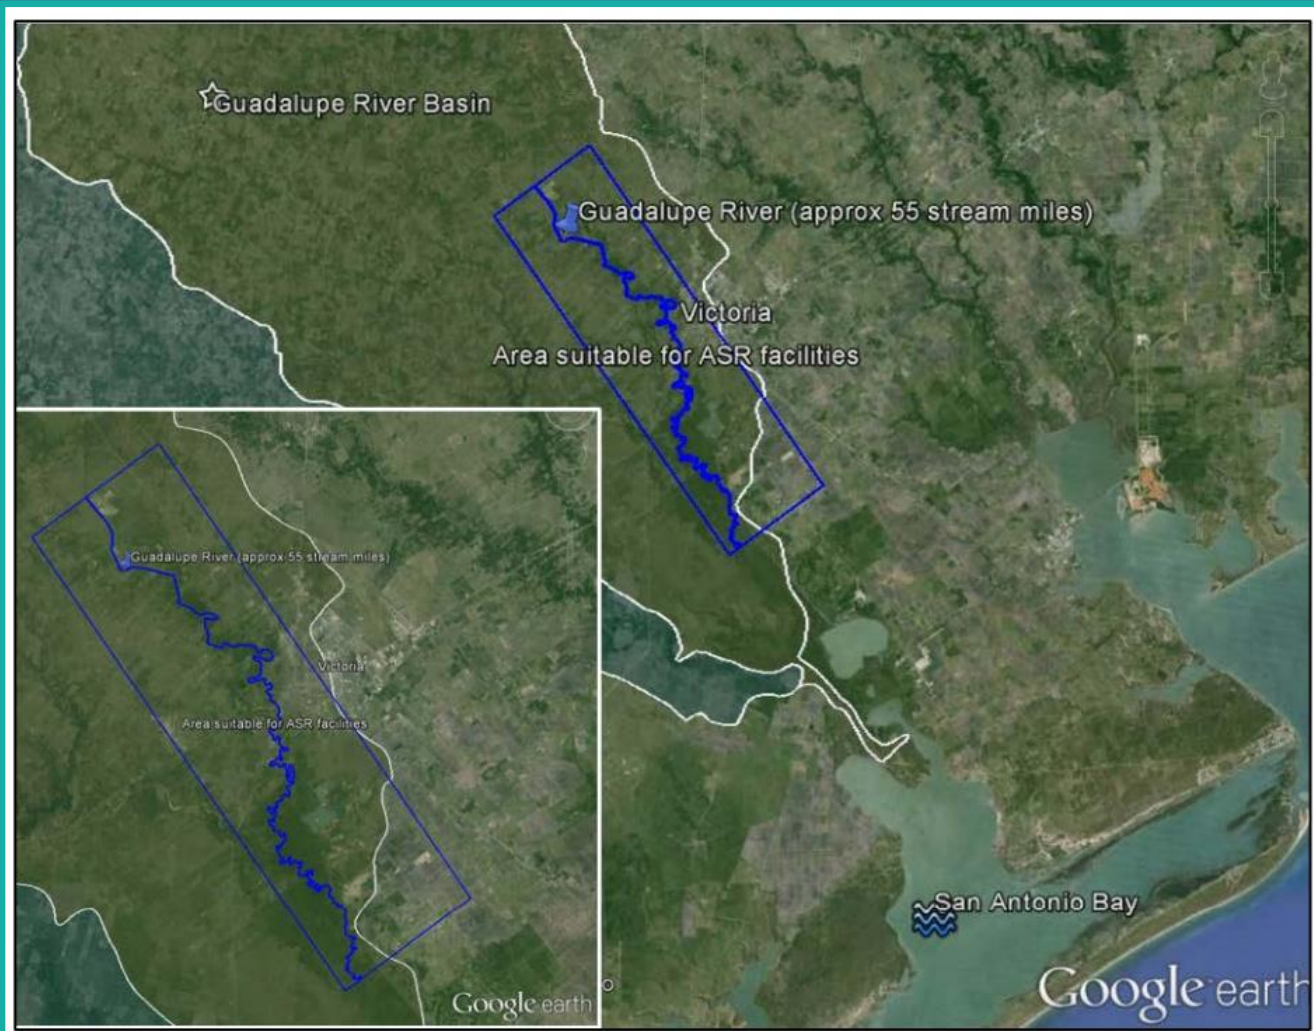 Guadalupe River Basin
Guadalupe River (approx 55 stream miles)
Victoria
Area suitable for ASR facilities
Guadalupe River (approx 55 stream miles)
Victoria
Area suitable for ASR facilities
Google earth
San Antonio Bay
Google earth